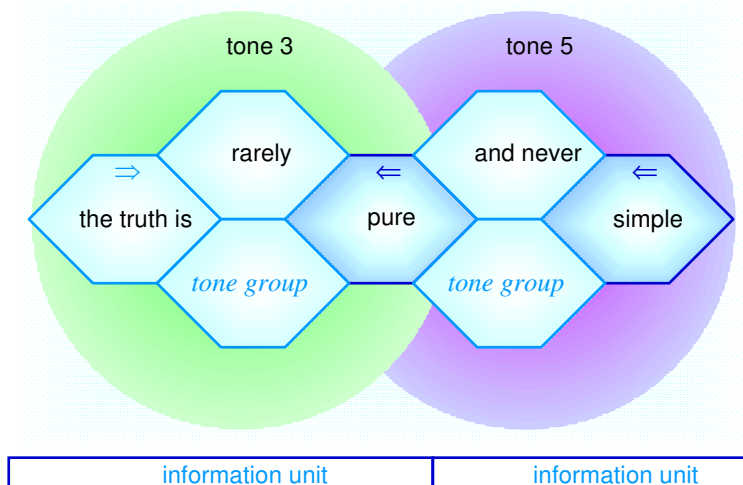 tone 3 tone 5
rarely and never
⇒ ⇐ ⇐
the truth is pure simple
tone group tone group
information unit information unit